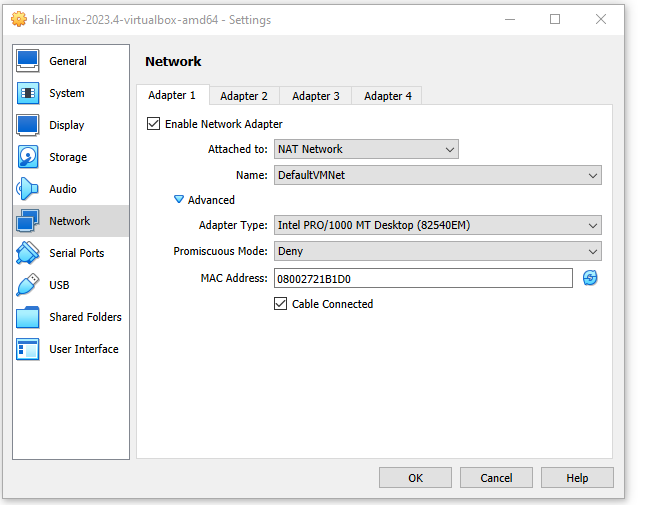 kali-linux-2023.4-virtualbox-amd64 - Settings
General
System
Display
Storage
Audio
Network
Serial Ports
USB
Shared Folders
User Interface
Network
Adapter 1 Adapter 2 Adapter 3 Adapter 4
Enable Network Adapter
Attached to: NAT Network
Name: DefaultVMNet
Advanced
Adapter Type: Intel PRO/1000 MT Desktop (82540EM)
Promiscuous Mode: Deny
MAC Address: 08002721B1D0
Cable Connected
OK Cancel Help